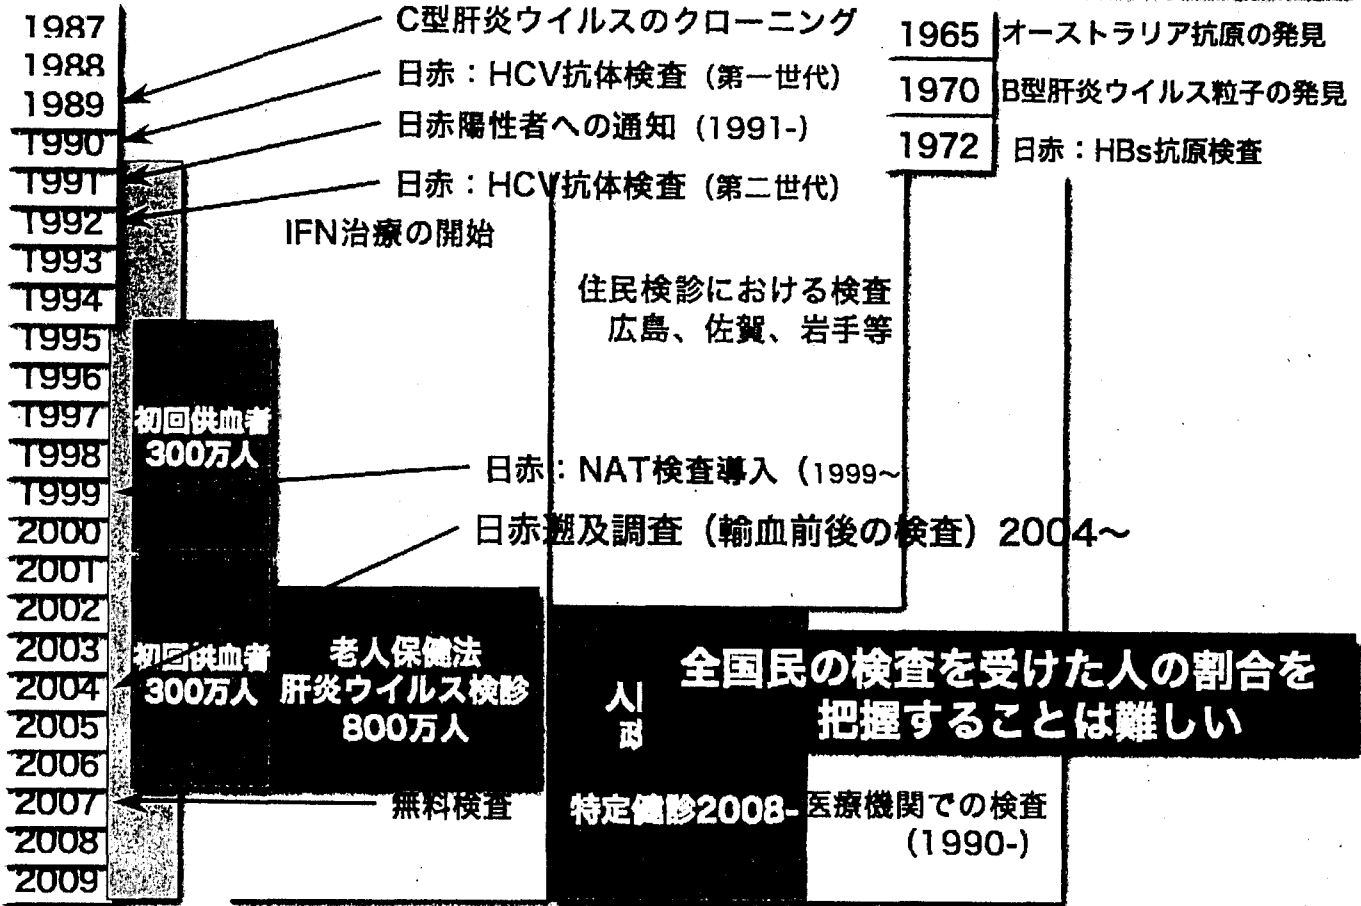 1987
1988
1989
1990
1991
1992
1993
1994
1995
1996
1997
1998
1999
2000
2001
2002
2003
2004
2005
2006
2007
2008
2009
C型肝炎ウイルスのクローニング
日赤：HCV抗体検査（第一世代）
日赤陽性者への通知（1991-）
日赤：HCV抗体検査（第二世代）
IFN治療の開始
1965 オーストラリア抗原の発見
1970 B型肝炎ウイルス粒子の発見
1972 日赤：HBs抗原検査
住民検診における検査
広島、佐賀、岩手等
初回供血者
300万人
日赤：NAT検査導入（1999～
日赤遡及調査（輸血前後の検査）2004～
初回供血者
300万人
老人保健法
肝炎ウイルス検診
800万人
人
政
全国民の検査を受けた人の割合を
把握することは難しい
無料検査
特定健診2008-
医療機関での検査
（1990-）